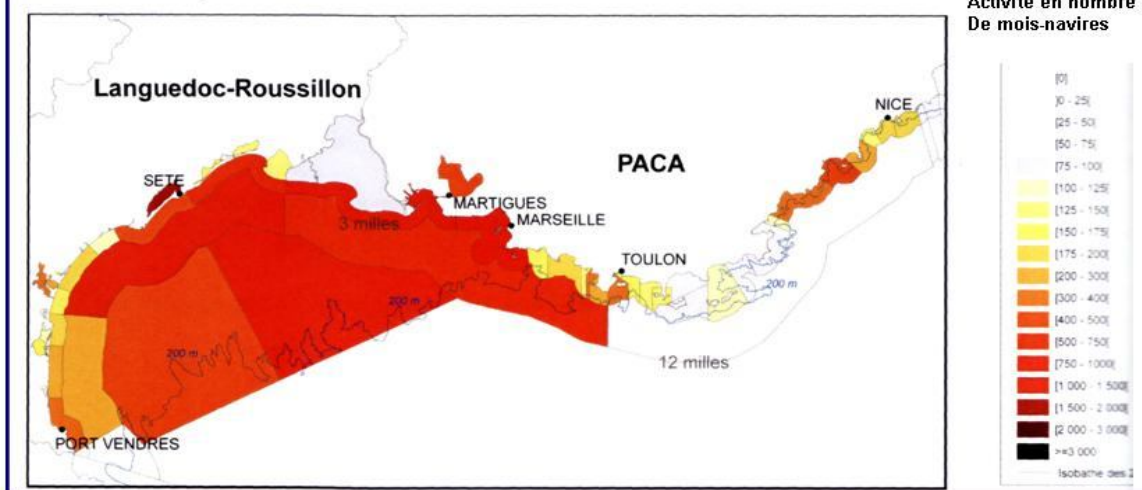 Activité en nombre
De mois-navires
Languedoc-Roussillon
PACA
NICE
SETE
MARTIGUES
MARSEILLE
3 milles
TOULON
200 m
200 m
200 m
12 milles
PORT VENDRES
[0]
]0 - 25[
[25 - 50[
[50 - 75[
[75 - 100[
[100 - 125[
[125 - 150[
[150 - 175[
[175 - 200[
[200 - 300[
[300 - 400[
[400 - 500[
[500 - 750[
[750 - 1000[
[1 000 - 1 500[
[1 500 - 2 000[
[2 000 - 3 000[
>=3 000
Isobathe des